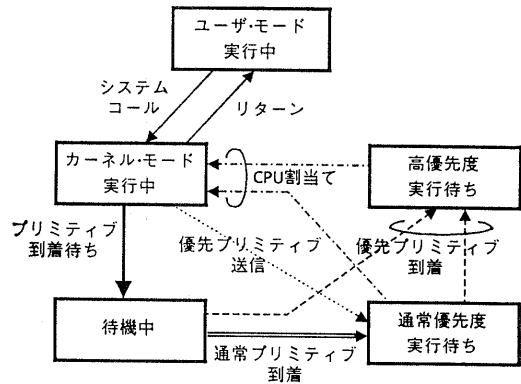 ユーザ・モード
実行中
システム
コール
リターン
カーネル・モード
実行中
CPU割当て
高優先度
実行待ち
プリミティブ
到着待ち
優先プリミティブ
送信
優先プリミティブ
到着
待機中
通常プリミティブ
到着
通常優先度
実行待ち